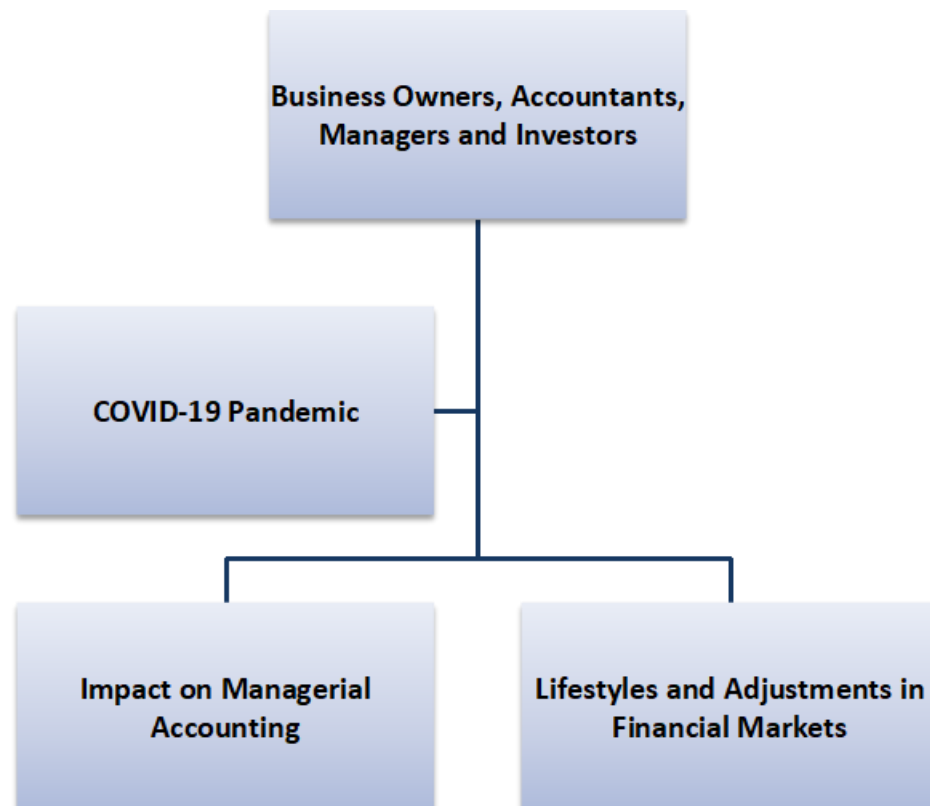 Business Owners, Accountants,
Managers and Investors
COVID-19 Pandemic
Impact on Managerial
Accounting
Lifestyles and Adjustments in
Financial Markets